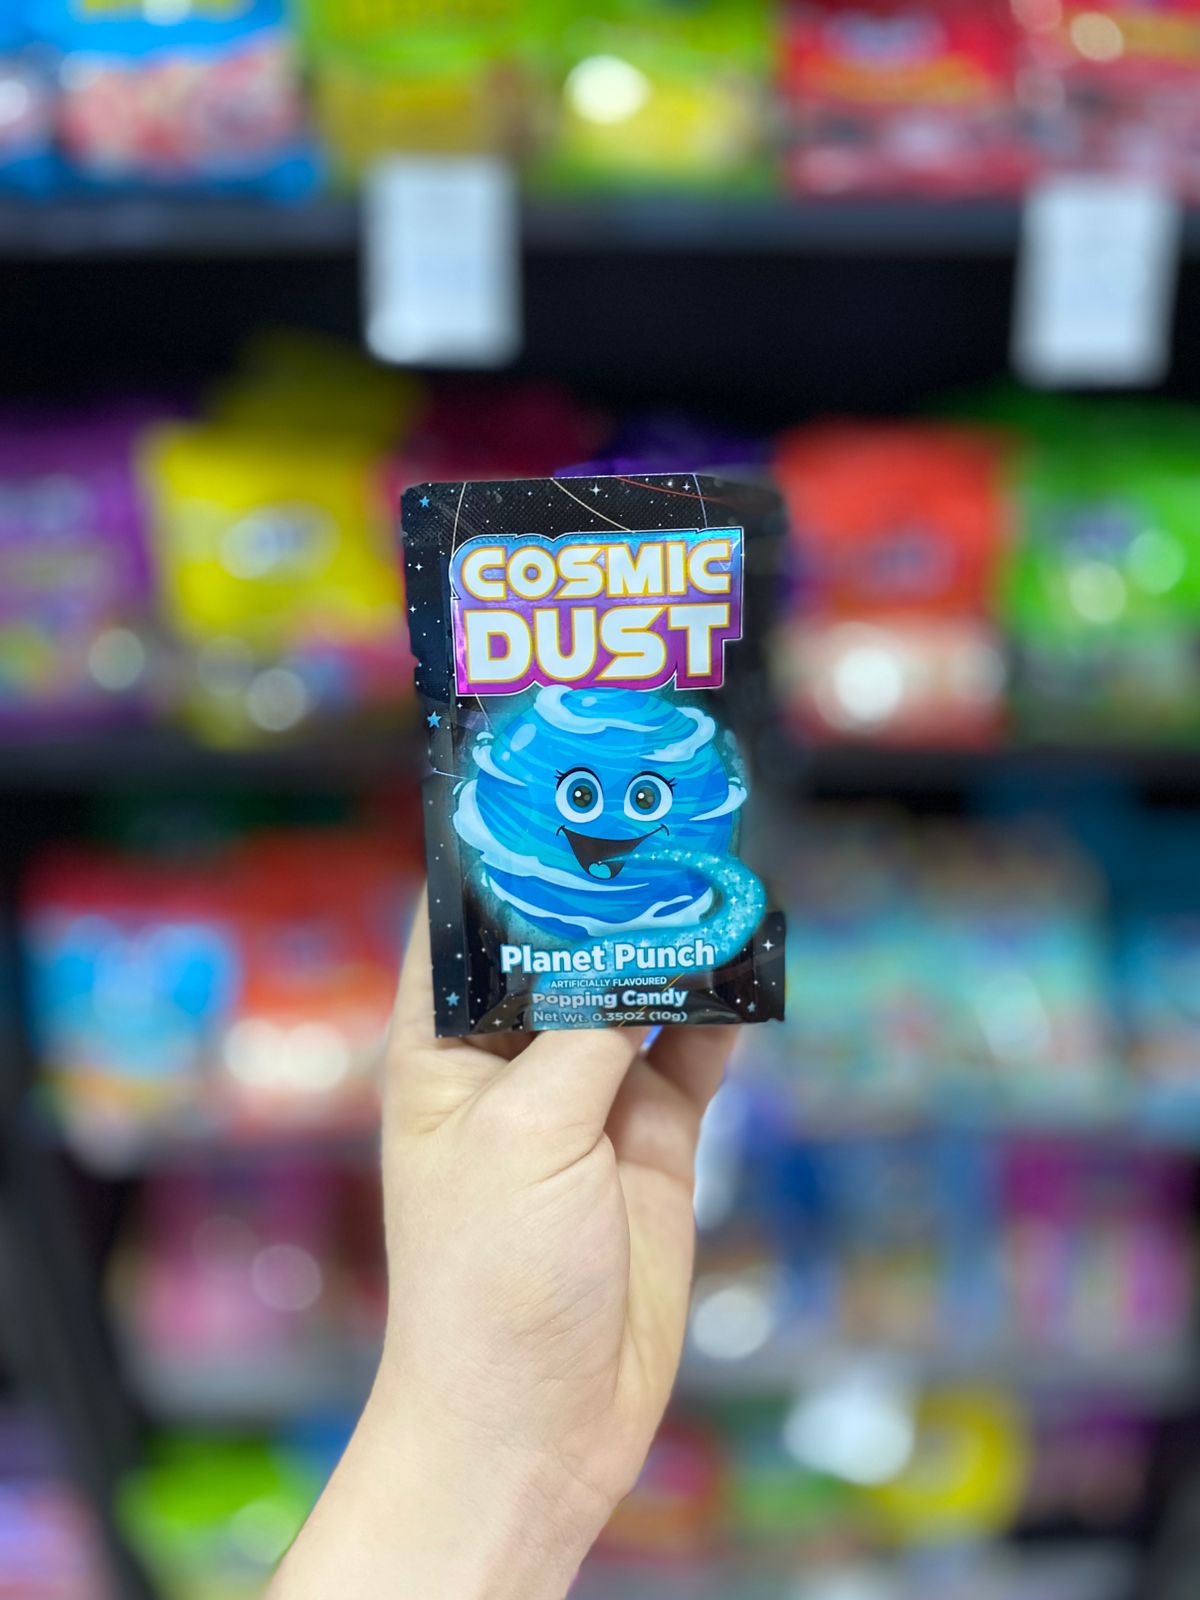 COSMIC
DUST
Planet Punch
ARTIFICIALLY FLAVOURED
Popping Candy
Net Wt. 0.35OZ (10g)